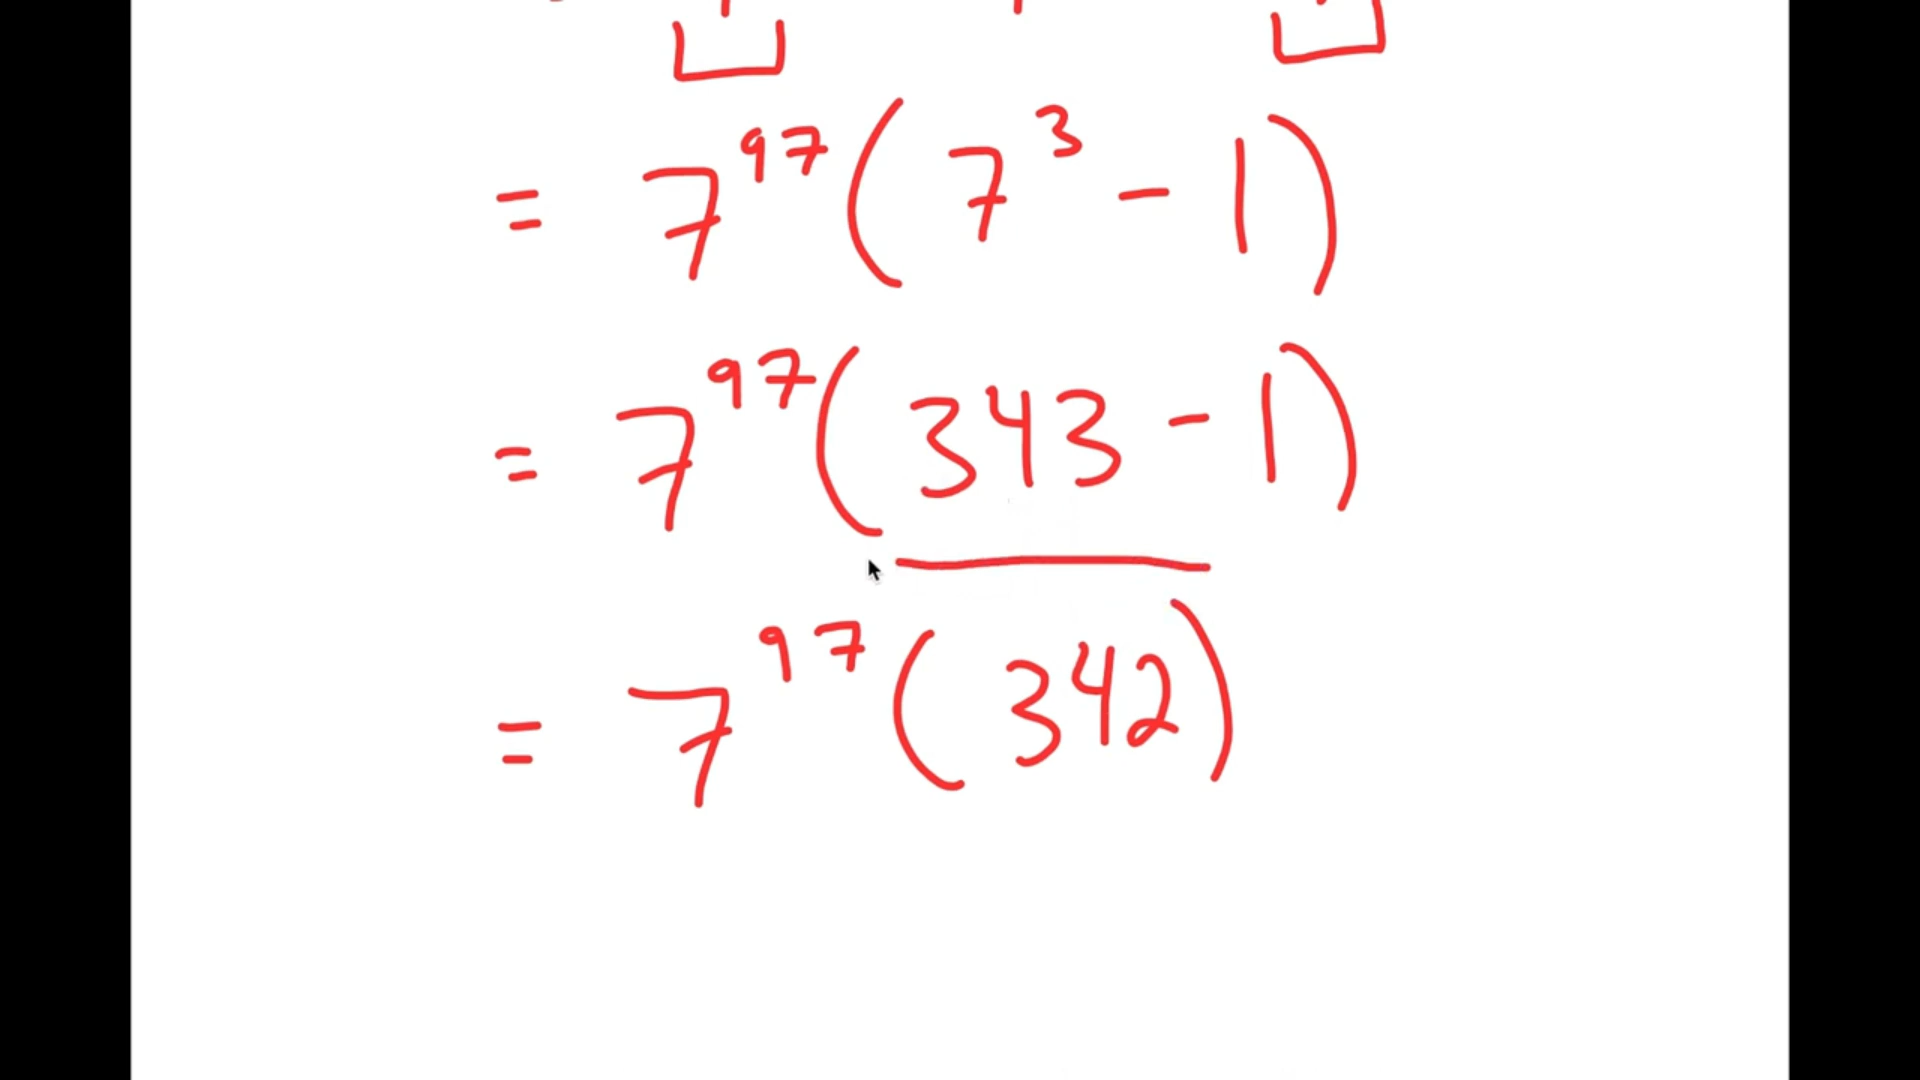 = 7^97 (7^3 - 1)
= 7^97 (343 - 1)
= 7^97 (342)